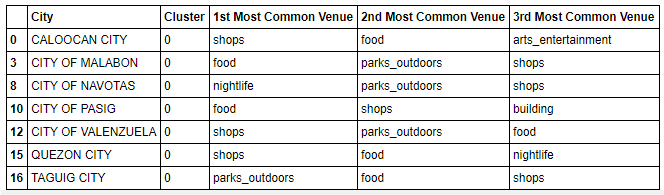 City Cluster 1st Most Common Venue 2nd Most Common Venue 3rd Most Common Venue
0 CALOOCAN CITY 0 shops food arts_entertainment
3 CITY OF MALABON 0 food parks_outdoors shops
8 CITY OF NAVOTAS 0 nightlife parks_outdoors shops
10 CITY OF PASIG 0 food shops building
12 CITY OF VALENZUELA 0 shops parks_outdoors food
15 QUEZON CITY 0 shops food nightlife
16 TAGUIG CITY 0 parks_outdoors food shops